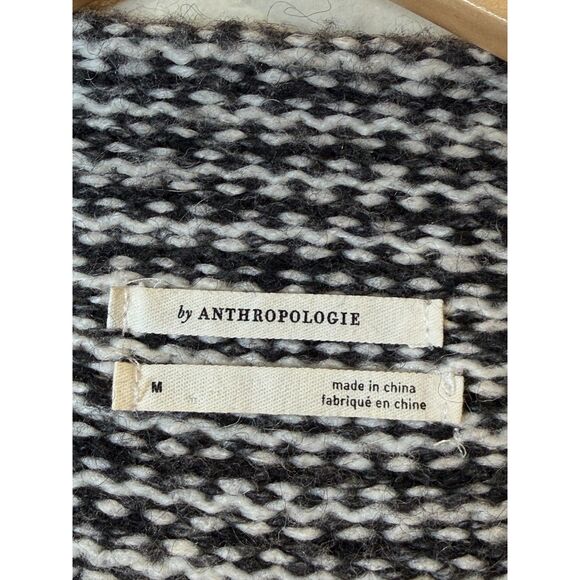 by ANTHROPOLOGIE
M
made in china
fabriqué en chine